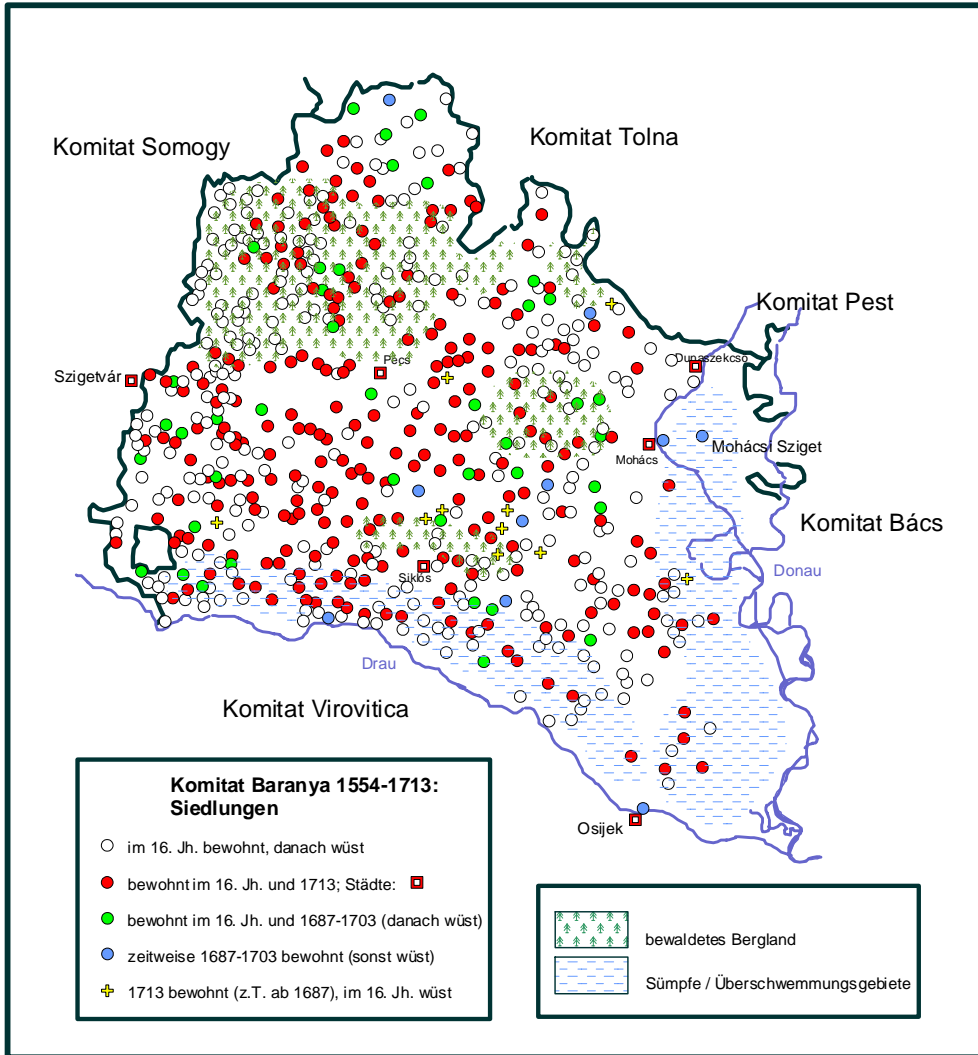 Komitat Somogy
Komitat Tolna
Komitat Pest
Dunaszekcsö
Szigetvár
Pécs
Mohács
Mohácsi Sziget
Komitat Bács
Siklós
Donau
Drau
Komitat Virovitica
Osijek
Komitat Baranya 1554-1713:
Siedlungen
im 16. Jh. bewohnt, danach wüst
bewohnt im 16. Jh. und 1713; Städte:
bewohnt im 16. Jh. und 1687-1703 (danach wüst)
zeitweise 1687-1703 bewohnt (sonst wüst)
1713 bewohnt (z.T. ab 1687), im 16. Jh. wüst
bewaldetes Bergland
Sümpfe / Überschwemmungsgebiete